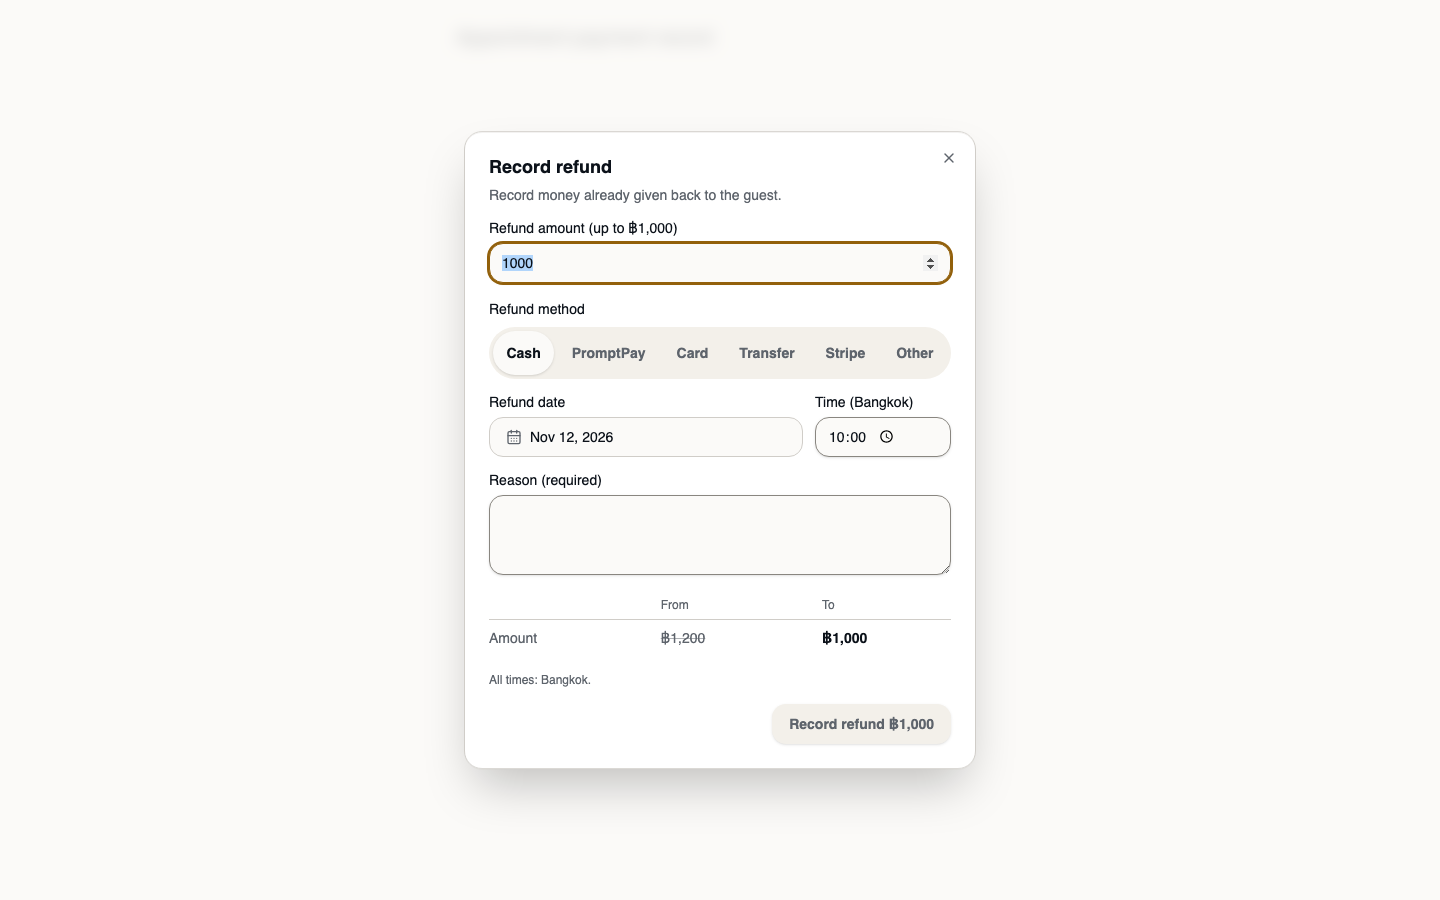 Record refund
Record money already given back to the guest.
Refund amount (up to ฿1,000)
1000
Refund method
Cash PromptPay Card Transfer Stripe Other
Refund date Time (Bangkok)
Nov 12, 2026 10:00
Reason (required)
From To
Amount ฿1,200 ฿1,000
All times: Bangkok.
Record refund ฿1,000